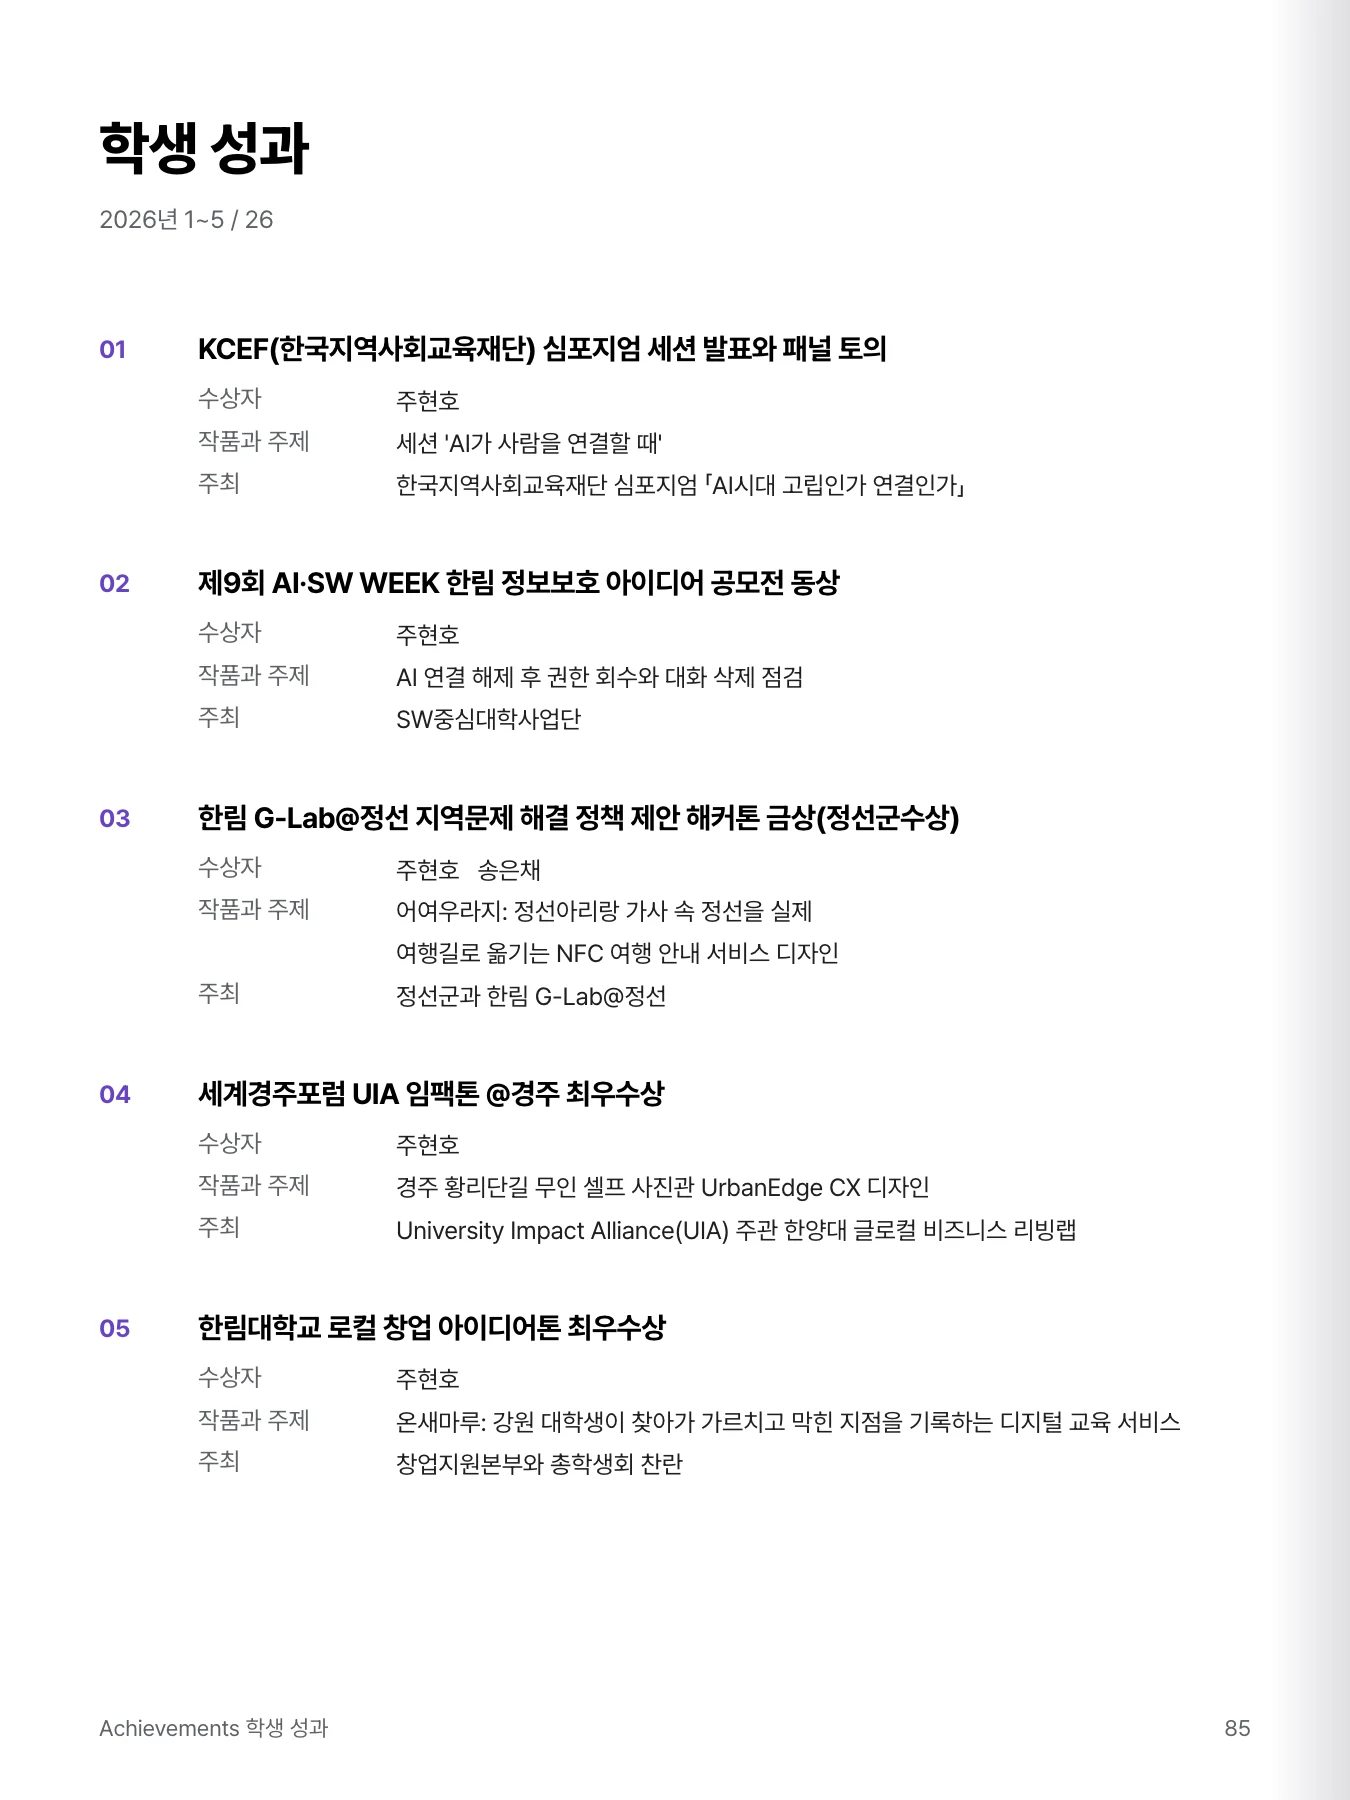 학생 성과
2026년 1~5 / 26
01 KCEF(한국지역사회교육재단) 심포지엄 세션 발표와 패널 토의
수상자 주현호
작품과 주제 세션 'AI가 사람을 연결할 때'
주최 한국지역사회교육재단 심포지엄 「AI시대 고립인가 연결인가」
02 제9회 AI·SW WEEK 한림 정보보호 아이디어 공모전 동상
수상자 주현호
작품과 주제 AI 연결 해제 후 권한 회수와 대화 삭제 점검
주최 SW중심대학사업단
03 한림 G-Lab@정선 지역문제 해결 정책 제안 해커톤 금상(정선군수상)
수상자 주현호 송은채
작품과 주제 어여우라지: 정선아리랑 가사 속 정선을 실제
여행길로 옮기는 NFC 여행 안내 서비스 디자인
주최 정선군과 한림 G-Lab@정선
04 세계경주포럼 UIA 임팩톤 @경주 최우수상
수상자 주현호
작품과 주제 경주 황리단길 무인 셀프 사진관 UrbanEdge CX 디자인
주최 University Impact Alliance(UIA) 주관 한양대 글로컬 비즈니스 리빙랩
05 한림대학교 로컬 창업 아이디어톤 최우수상
수상자 주현호
작품과 주제 온새마루: 강원 대학생이 찾아가 가르치고 막힌 지점을 기록하는 디지털 교육 서비스
주최 창업지원본부와 총학생회 찬란
Achievements 학생 성과 85